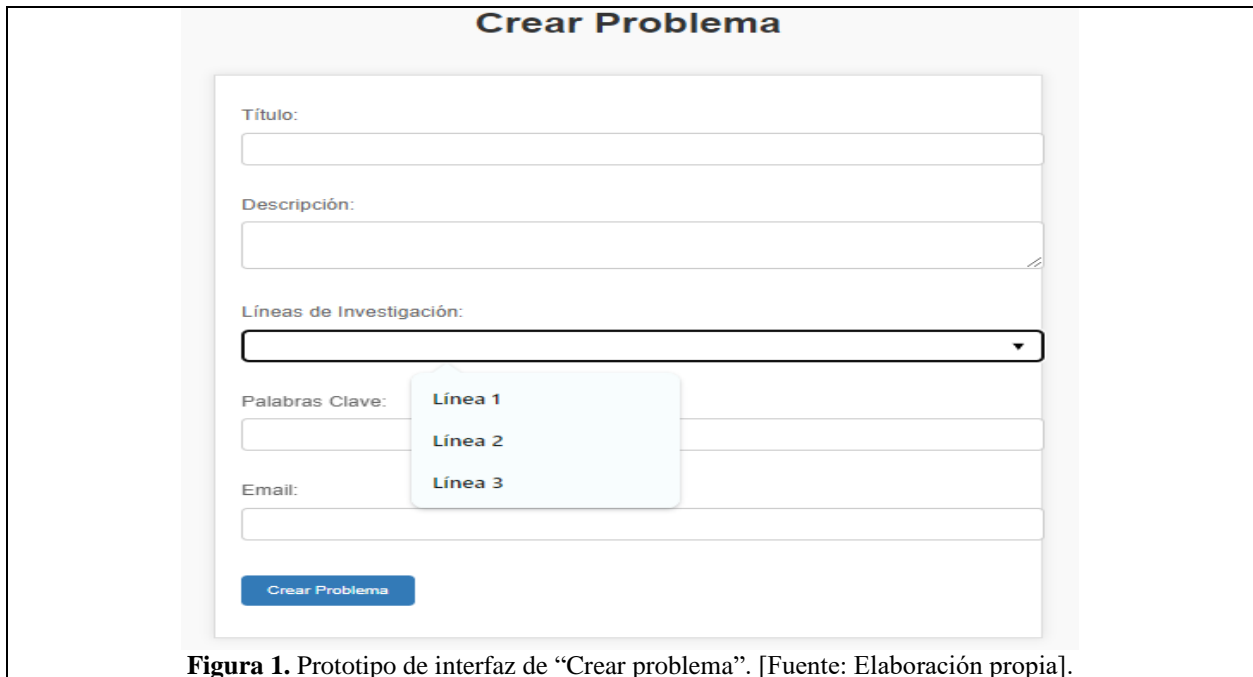 Crear Problema
Título:
Descripción:
Líneas de Investigación:
Línea 1
Palabras Clave:
Línea 2
Línea 3
Email:
Crear Problema
Figura 1. Prototipo de interfaz de “Crear problema”. [Fuente: Elaboración propia].